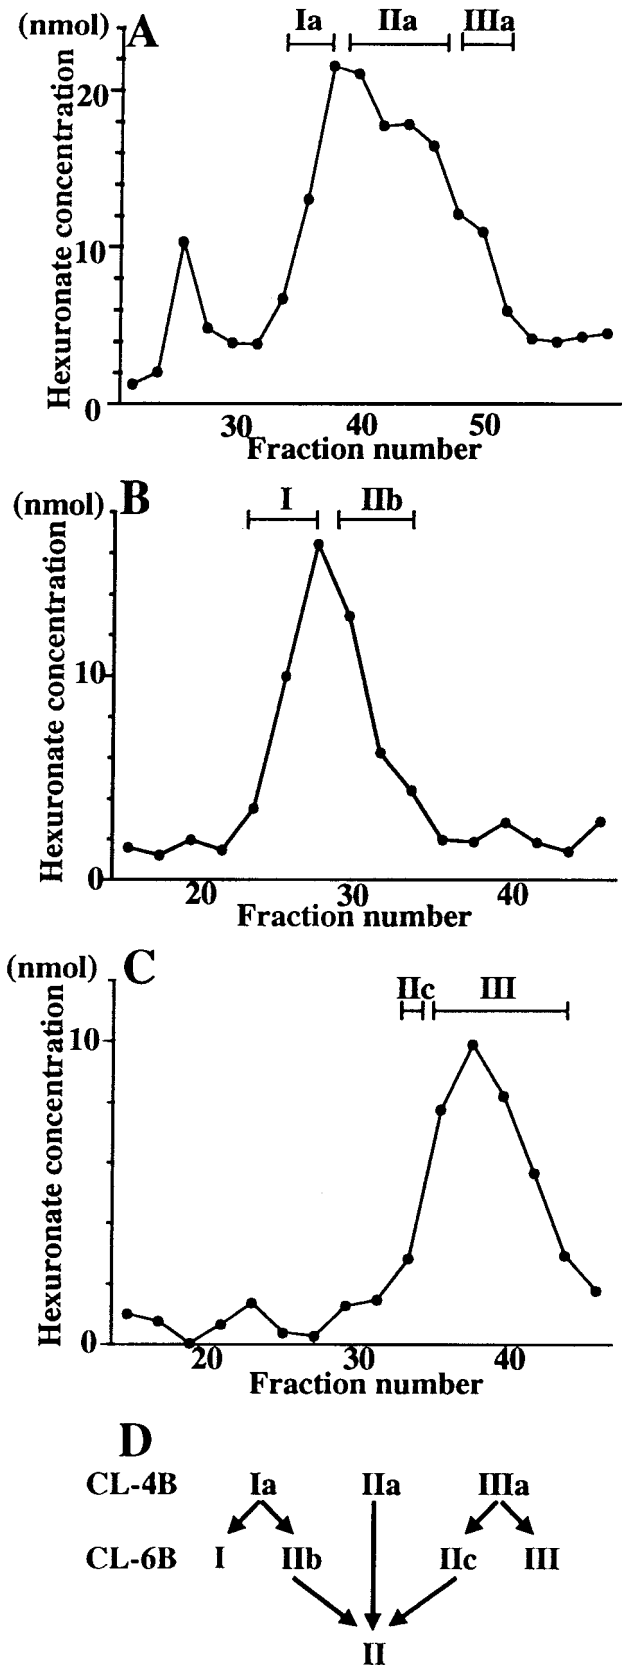 (nmol) A Ia IIa IIIa
Hexuronate concentration
20
10
0
30 40 50
Fraction number
(nmol) B I IIb
Hexuronate concentration
10
0
20 30 40
Fraction number
(nmol) C IIc III
Hexuronate concentration
10
0
20 30 40
Fraction number
D
CL-4B Ia IIa IIIa
CL-6B I IIb IIc III
II